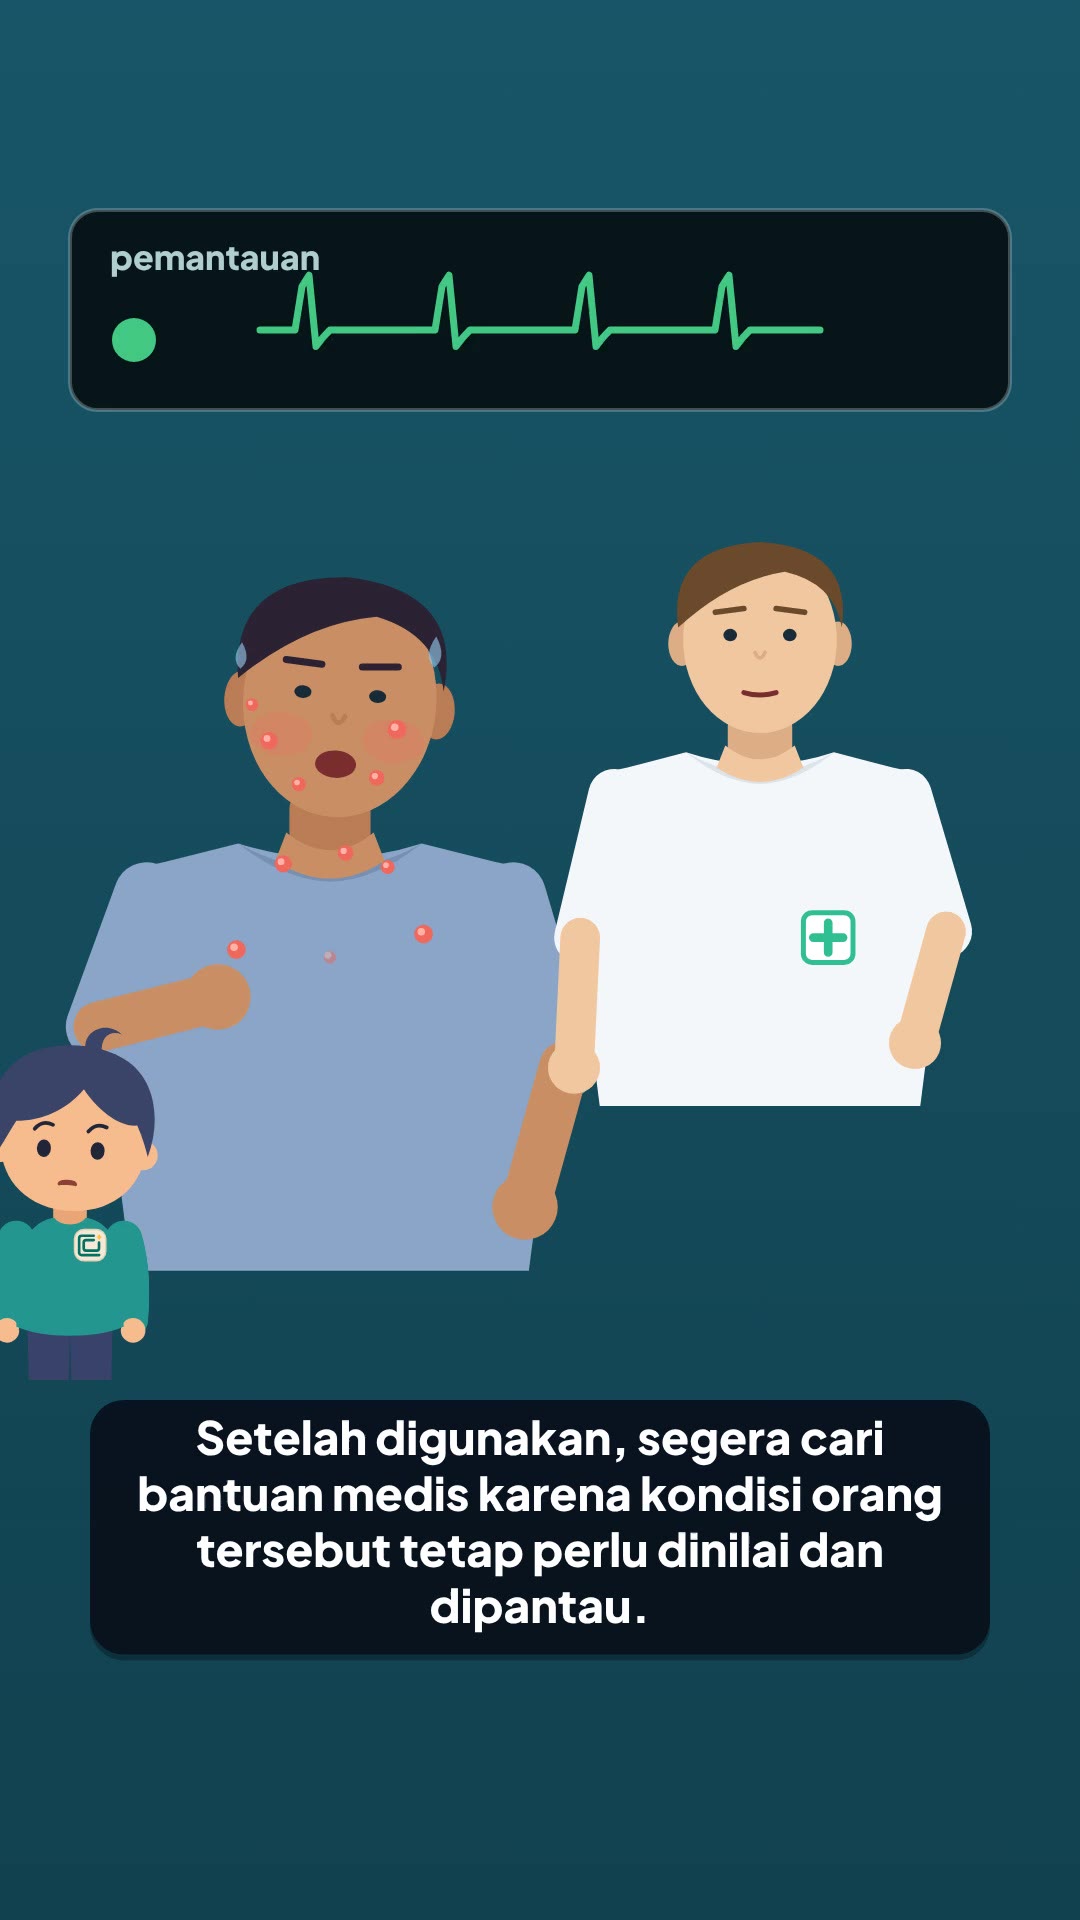 pemantauan
Setelah digunakan, segera cari
bantuan medis karena kondisi orang
tersebut tetap perlu dinilai dan
dipantau.